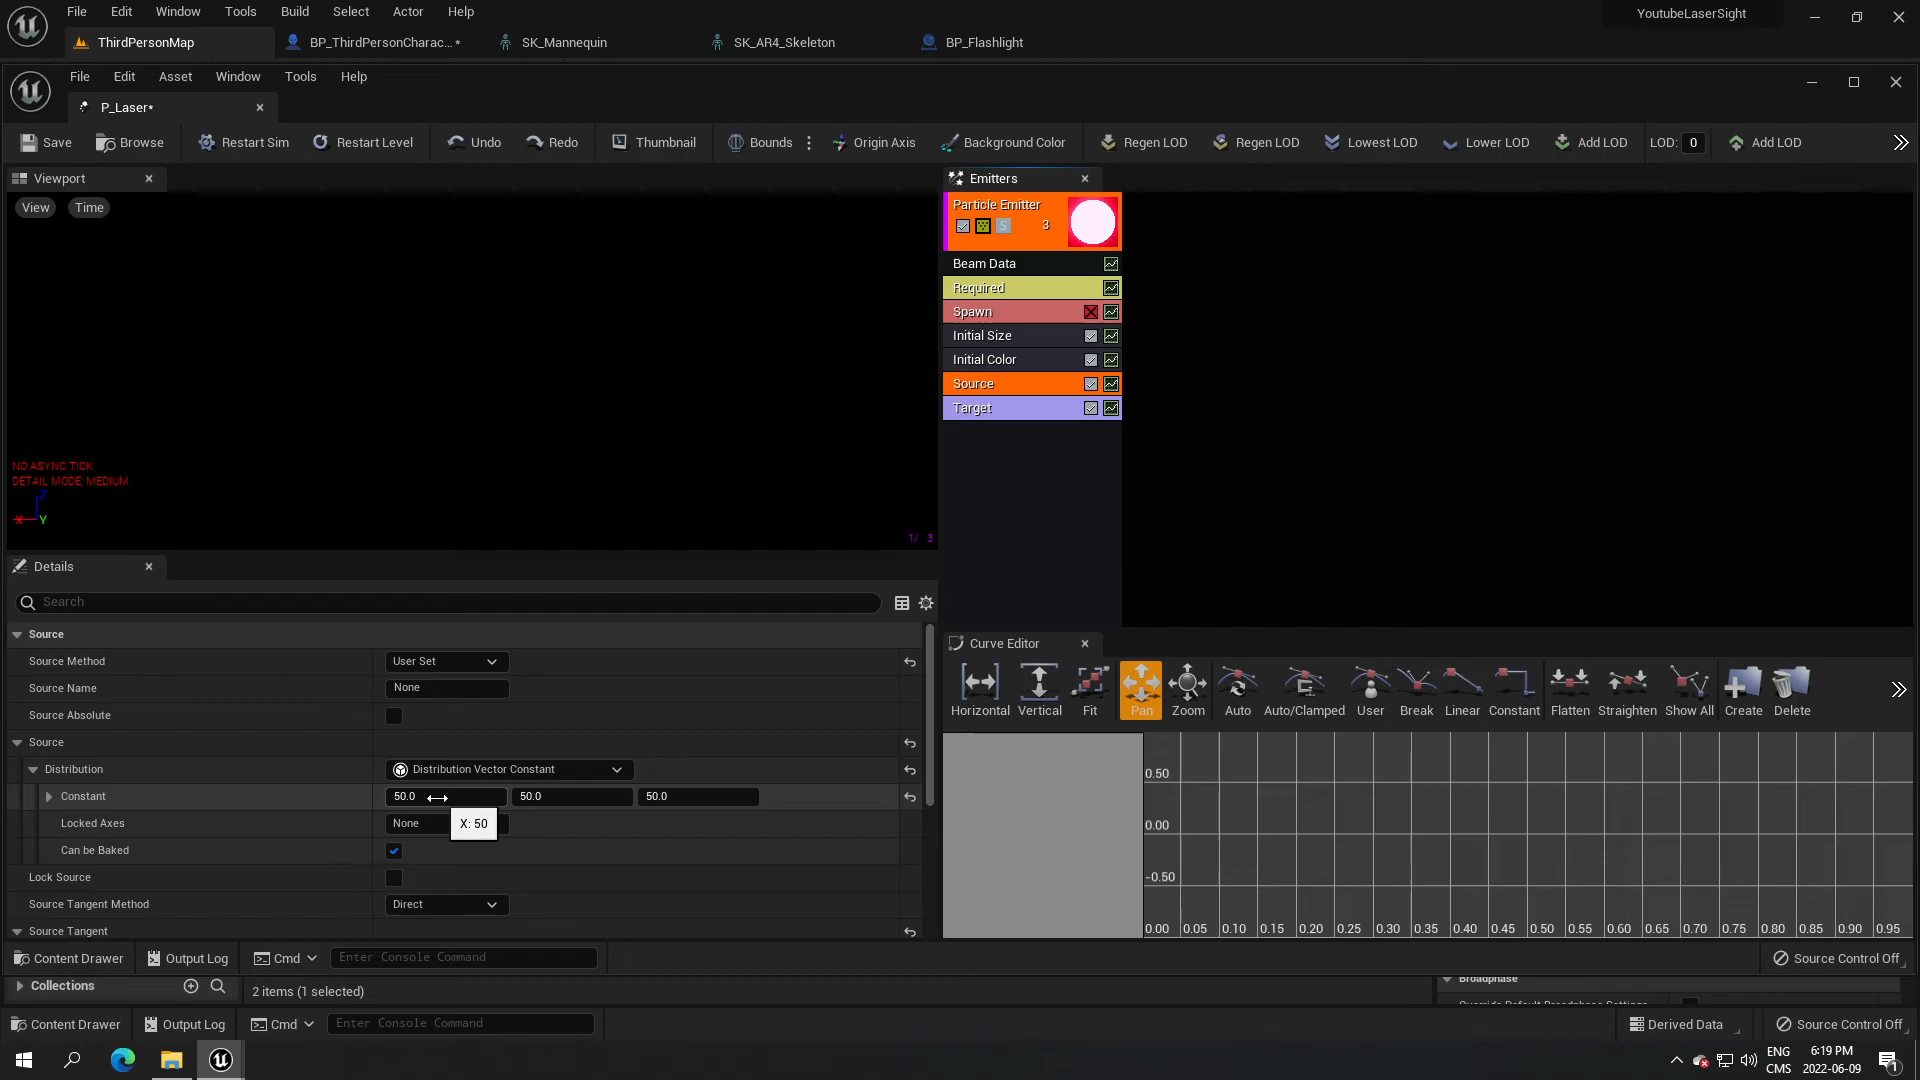 File Edit Window Tools Build Select Actor Help
YoutubeLaserSight
ThirdPersonMap BP_ThirdPersonCharac... * SK_Mannequin SK_AR4_Skeleton BP_Flashlight
File Edit Asset Window Tools Help
P_Laser*
Save Browse Restart Sim Restart Level Undo Redo Thumbnail Bounds Origin Axis Background Color Regen LOD Regen LOD Lowest LOD Lower LOD Add LOD LOD: 0 Add LOD
Viewport
Emitters
View Time
Particle Emitter
S 3
Beam Data
Required
Spawn
Initial Size
Initial Color
Source
Target
NO ASYNC TICK
DETAIL MODE: MEDIUM
Z
X Y
1/ 3
Details
Search
Source
Source Method User Set
Source Name None
Source Absolute
Source
Distribution Distribution Vector Constant
Constant 50.0 50.0 50.0
Locked Axes None
X: 50
Can be Baked
Lock Source
Source Tangent Method Direct
Source Tangent
Curve Editor
Horizontal Vertical Fit Pan Zoom Auto Auto/Clamped User Break Linear Constant Flatten Straighten Show All Create Delete
0.50
0.00
-0.50
0.00 0.05 0.10 0.15 0.20 0.25 0.30 0.35 0.40 0.45 0.50 0.55 0.60 0.65 0.70 0.75 0.80 0.85 0.90 0.95
Content Drawer Output Log Cmd Enter Console Command Source Control Off
Collections 2 items (1 selected)
Broadphase
Override Default Broadphase Settings
Content Drawer Output Log Cmd Enter Console Command Derived Data Source Control Off
ENG
CMS
6:19 PM
2022-06-09
1